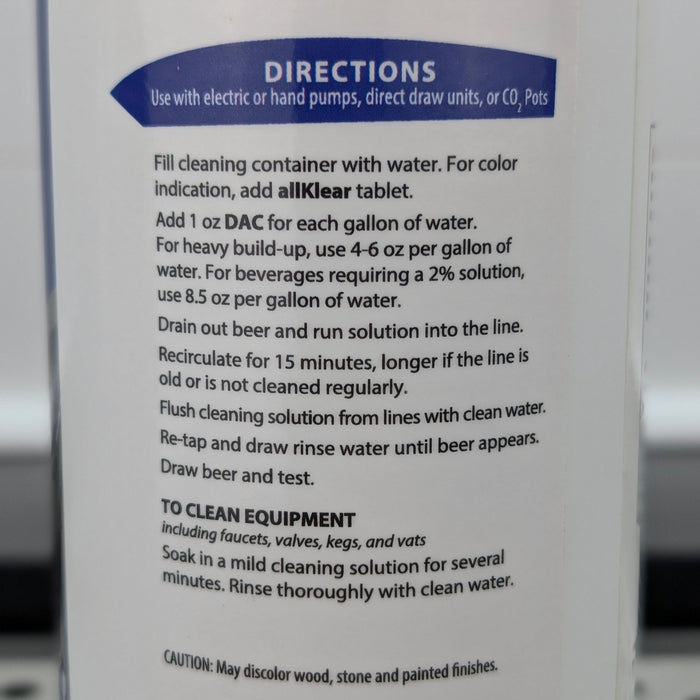 DIRECTIONS
Use with electric or hand pumps, direct draw units, or CO₂ Pots
Fill cleaning container with water. For color
indication, add allKlear tablet.
Add 1 oz DAC for each gallon of water.
For heavy build-up, use 4-6 oz per gallon of
water. For beverages requiring a 2% solution,
use 8.5 oz per gallon of water.
Drain out beer and run solution into the line.
Recirculate for 15 minutes, longer if the line is
old or is not cleaned regularly.
Flush cleaning solution from lines with clean water.
Re-tap and draw rinse water until beer appears.
Draw beer and test.
TO CLEAN EQUIPMENT
including faucets, valves, kegs, and vats
Soak in a mild cleaning solution for several
minutes. Rinse thoroughly with clean water.
CAUTION: May discolor wood, stone and painted finishes.